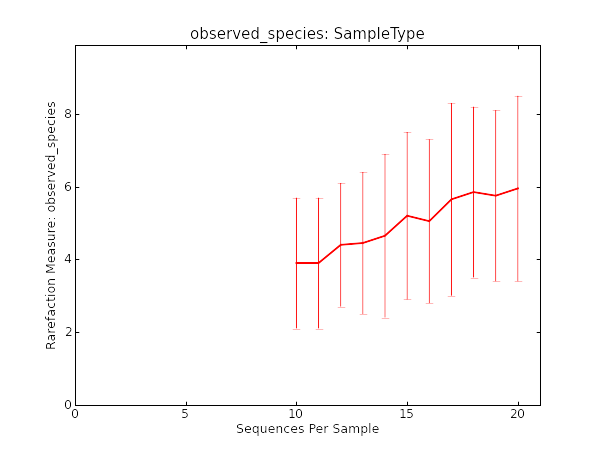 observed_species: SampleType
Rarefaction Measure: observed_species
8
6
4
2
0
0 5 10 15 20
Sequences Per Sample